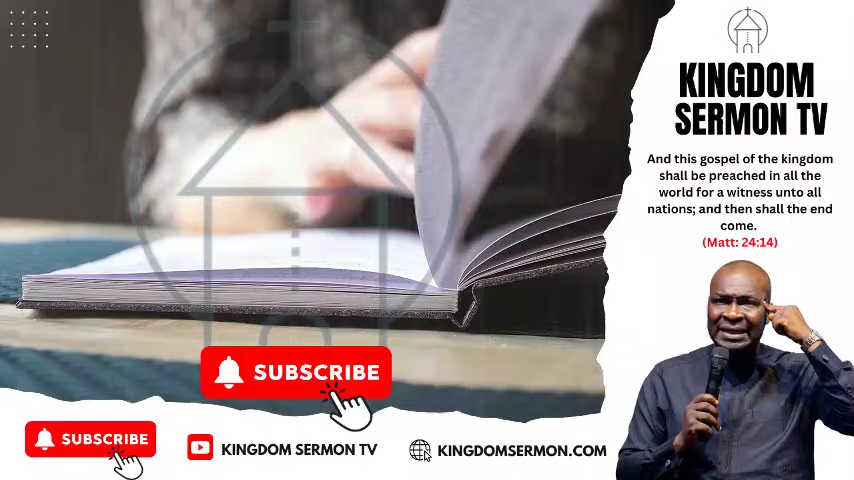 KINGDOM
SERMON TV
And this gospel of the kingdom
shall be preached in all the
world for a witness unto all
nations; and then shall the end
come.
(Matt: 24:14)
SUBSCRIBE
SUBSCRIBE
KINGDOM SERMON TV
KINGDOMSERMON.COM